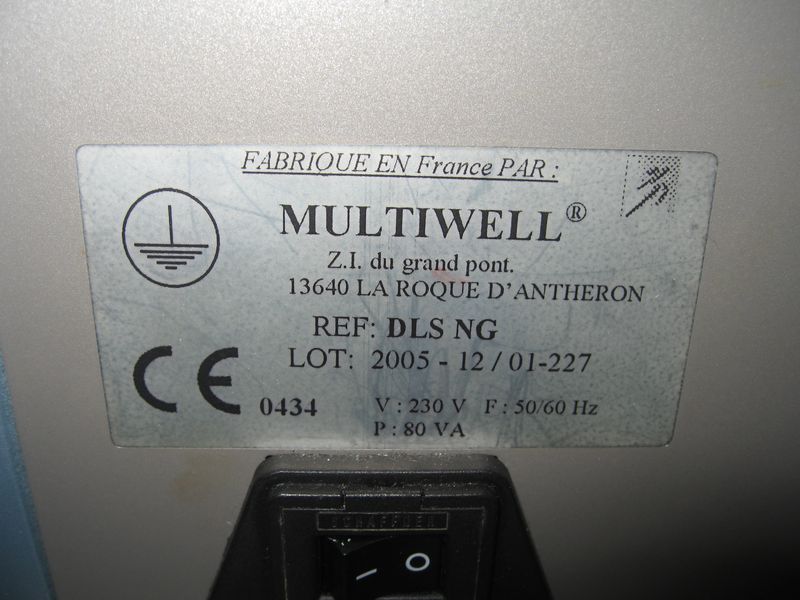 FABRIQUE EN France PAR :
MULTIWELL®
Z.I. du grand pont.
13640 LA ROQUE D'ANTHERON
REF: DLS NG
LOT: 2005 - 12 / 01-227
CE 0434 V : 230 V F : 50/60 Hz
P : 80 VA
SCHAFFNER